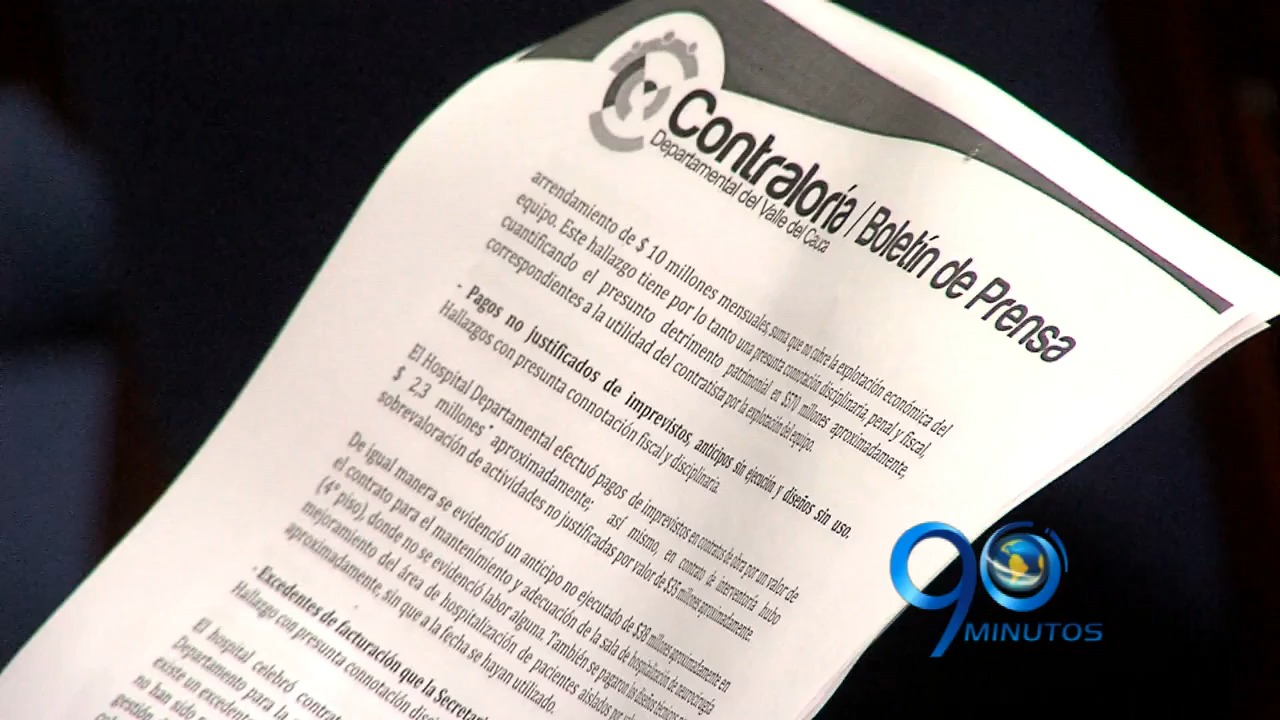 Contraloría | Boletín de Prensa
Departamental del Valle del Cauca
arrendamiento de $ 10 millones mensuales, suma que no cubre la explotación económica del
equipo. Este hallazgo tiene por lo tanto una presunta connotación disciplinaria, penal y fiscal,
cuantificando el presunto detrimento patrimonial en $70 millones aproximadamente,
correspondientes a la utilidad del contratista por la explotación del equipo.
- Pagos no justificados de imprevistos, anticipos sin ejecución y diseños sin uso.
Hallazgos con presunta connotación fiscal y disciplinaria.
El Hospital Departamental efectuó pagos de imprevistos en contratos de obra por un valor de
$ 2,3 millones aproximadamente; así mismo, en contrato de interventoría hubo
sobrevaloración de actividades no justificadas por valor de $35 millones aproximadamente.
De igual manera se evidenció un anticipo no ejecutado de $38 millones aproximadamente en
el contrato para el mantenimiento y adecuación de la sala de hospitalización de neurocirugía
(4º piso), donde no se evidenció labor alguna. También se pagaron los diseños técnicos
mejoramiento del área de hospitalización de pacientes aislados por
aproximadamente, sin que a la fecha se hayan utilizado.
- Excedentes de facturación que la
Hallazgo con presunta connotación
El hospital celebró
Departamento para la
existe un
no han sido
90
MINUTOS